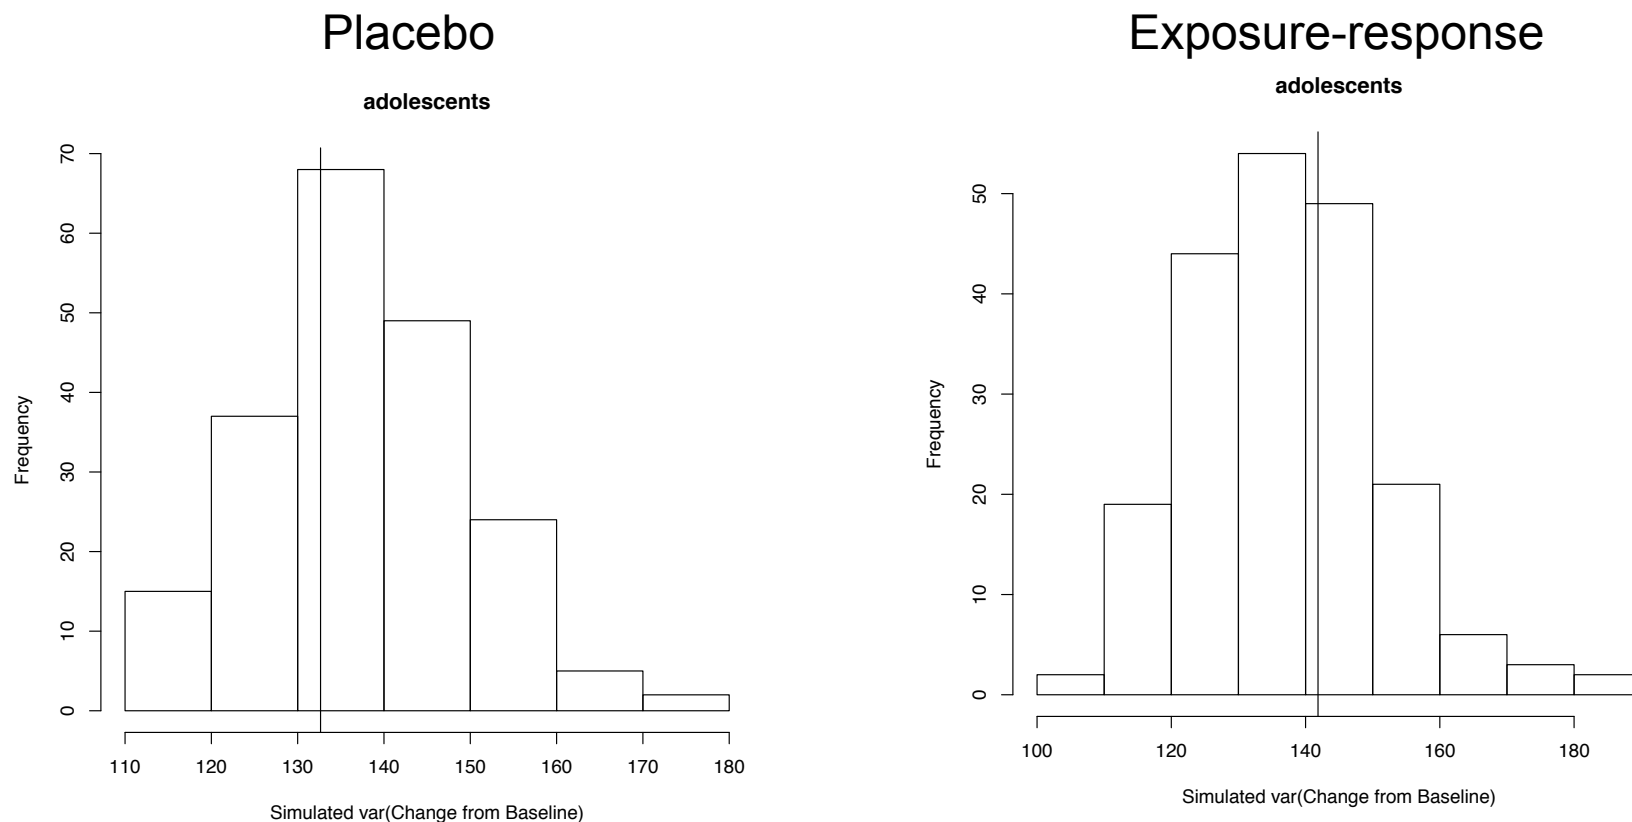 Placebo
adolescents
Frequency
70
60
50
40
30
20
10
0
110 120 130 140 150 160 170 180
Simulated var(Change from Baseline)
Exposure-response
adolescents
Frequency
50
40
30
20
10
0
100 120 140 160 180
Simulated var(Change from Baseline)